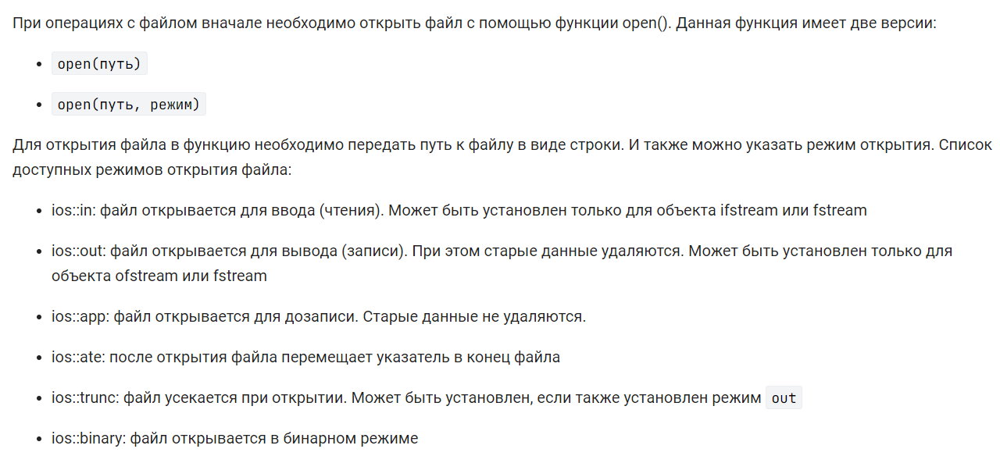 При операциях с файлом вначале необходимо открыть файл с помощью функции open(). Данная функция имеет две версии:
• open(путь)
• open(путь, режим)
Для открытия файла в функцию необходимо передать путь к файлу в виде строки. И также можно указать режим открытия. Список
доступных режимов открытия файла:
• ios::in: файл открывается для ввода (чтения). Может быть установлен только для объекта ifstream или fstream
• ios::out: файл открывается для вывода (записи). При этом старые данные удаляются. Может быть установлен только для
объекта ofstream или fstream
• ios::app: файл открывается для дозаписи. Старые данные не удаляются.
• ios::ate: после открытия файла перемещает указатель в конец файла
• ios::trunc: файл усекается при открытии. Может быть установлен, если также установлен режим out
• ios::binary: файл открывается в бинарном режиме